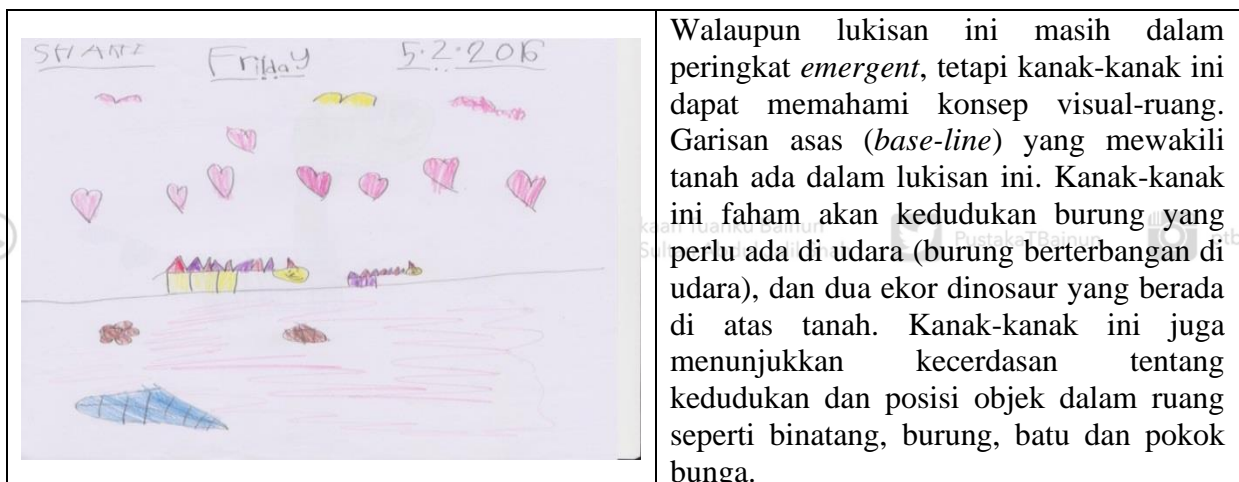 SHANI Friday 5.2.2016
Walaupun lukisan ini masih dalam
peringkat emergent, tetapi kanak-kanak ini
dapat memahami konsep visual-ruang.
Garisan asas (base-line) yang mewakili
tanah ada dalam lukisan ini. Kanak-kanak
ini faham akan kedudukan burung yang
perlu ada di udara (burung berterbangan di
udara), dan dua ekor dinosaur yang berada
di atas tanah. Kanak-kanak ini juga
menunjukkan kecerdasan tentang
kedudukan dan posisi objek dalam ruang
seperti binatang, burung, batu dan pokok
bunga.
PustakaTBainun
ptb